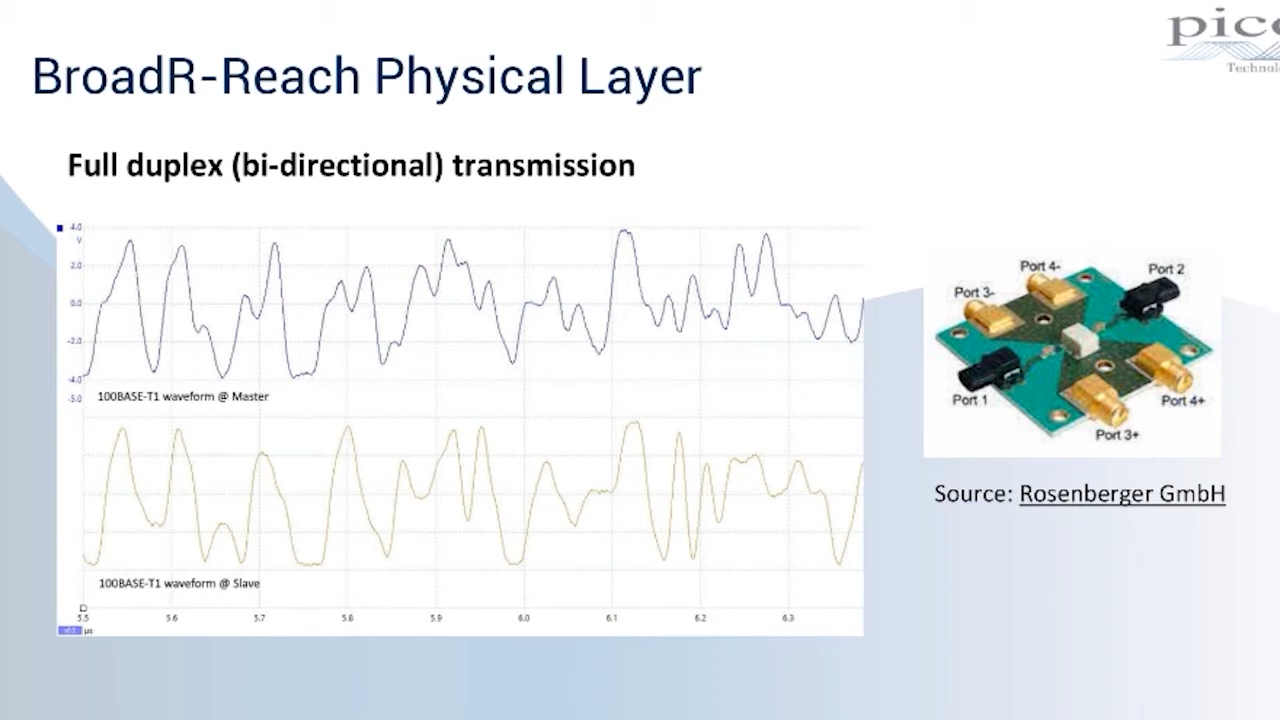 pico
Technolo
BroadR-Reach Physical Layer
Full duplex (bi-directional) transmission
4.0
V
2.0
0.0
-2.0
-4.0
-5.0
100BASE-T1 waveform @ Master
100BASE-T1 waveform @ Slave
5.5 5.6 5.7 5.8 5.9 6.0 6.1 6.2 6.3
µs
Port 4-
Port 2
Port 3-
Port 1
Port 4+
Port 3+
Source: Rosenberger GmbH